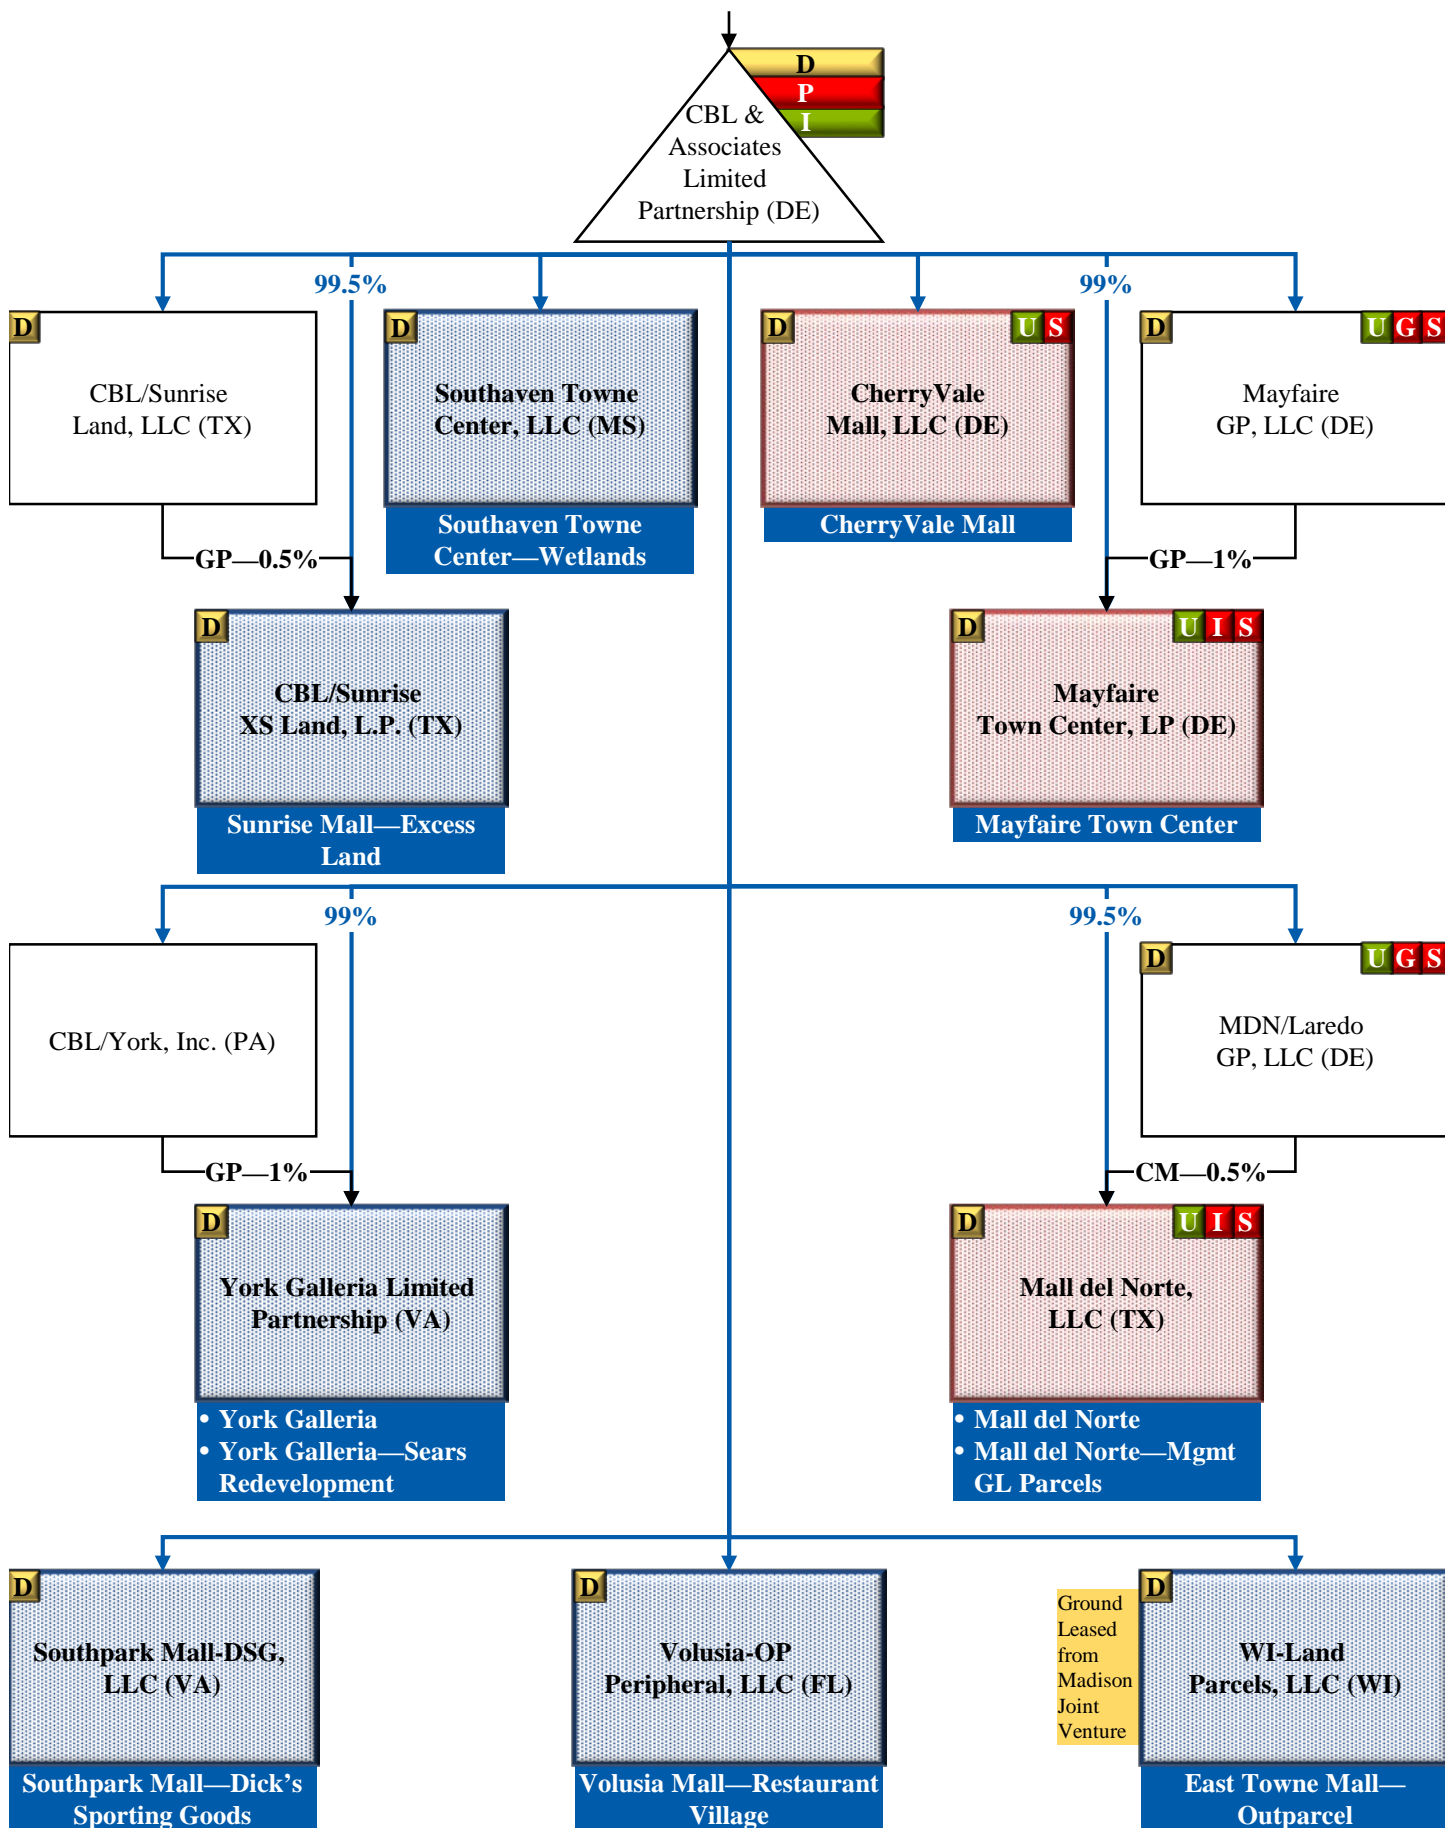 D
P
I
CBL &
Associates
Limited
Partnership (DE)
99.5%
99%
D
CBL/Sunrise
Land, LLC (TX)
D
Southaven Towne
Center, LLC (MS)
Southaven Towne
Center—Wetlands
D
U S
CherryVale
Mall, LLC (DE)
CherryVale Mall
D
U G S
Mayfaire
GP, LLC (DE)
GP—0.5%
GP—1%
D
CBL/Sunrise
XS Land, L.P. (TX)
Sunrise Mall—Excess
Land
D
U I S
Mayfaire
Town Center, LP (DE)
Mayfaire Town Center
99%
99.5%
CBL/York, Inc. (PA)
D
U G S
MDN/Laredo
GP, LLC (DE)
GP—1%
CM—0.5%
D
York Galleria Limited
Partnership (VA)
• York Galleria
• York Galleria—Sears
Redevelopment
D
U I S
Mall del Norte,
LLC (TX)
• Mall del Norte
• Mall del Norte—Mgmt
GL Parcels
D
Southpark Mall-DSG,
LLC (VA)
Southpark Mall—Dick's
Sporting Goods
D
Volusia-OP
Peripheral, LLC (FL)
Volusia Mall—Restaurant
Village
Ground
Leased
from
Madison
Joint
Venture
D
WI-Land
Parcels, LLC (WI)
East Towne Mall—
Outparcel